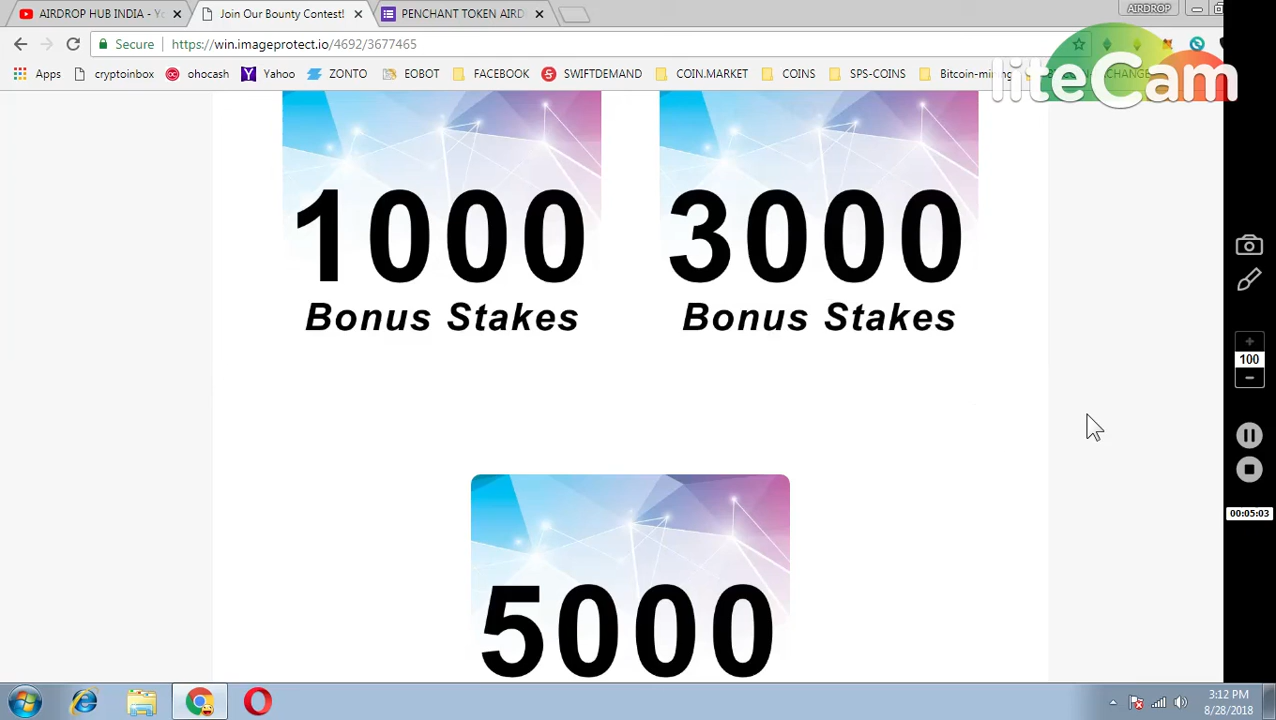 AIRDROP HUB INDIA - Yo
Join Our Bounty Contest!
PENCHANT TOKEN AIRD
AIRDROP
Secure
https://win.imageprotect.io/4692/3677465
Apps
cryptoinbox
ohocash
Yahoo
ZONTO
EOBOT
FACEBOOK
SWIFTDEMAND
COIN.MARKET
COINS
SPS-COINS
liteCam
1000
3000
Bonus Stakes
Bonus Stakes
5000
100
00:05:03
3:12 PM
8/28/2018